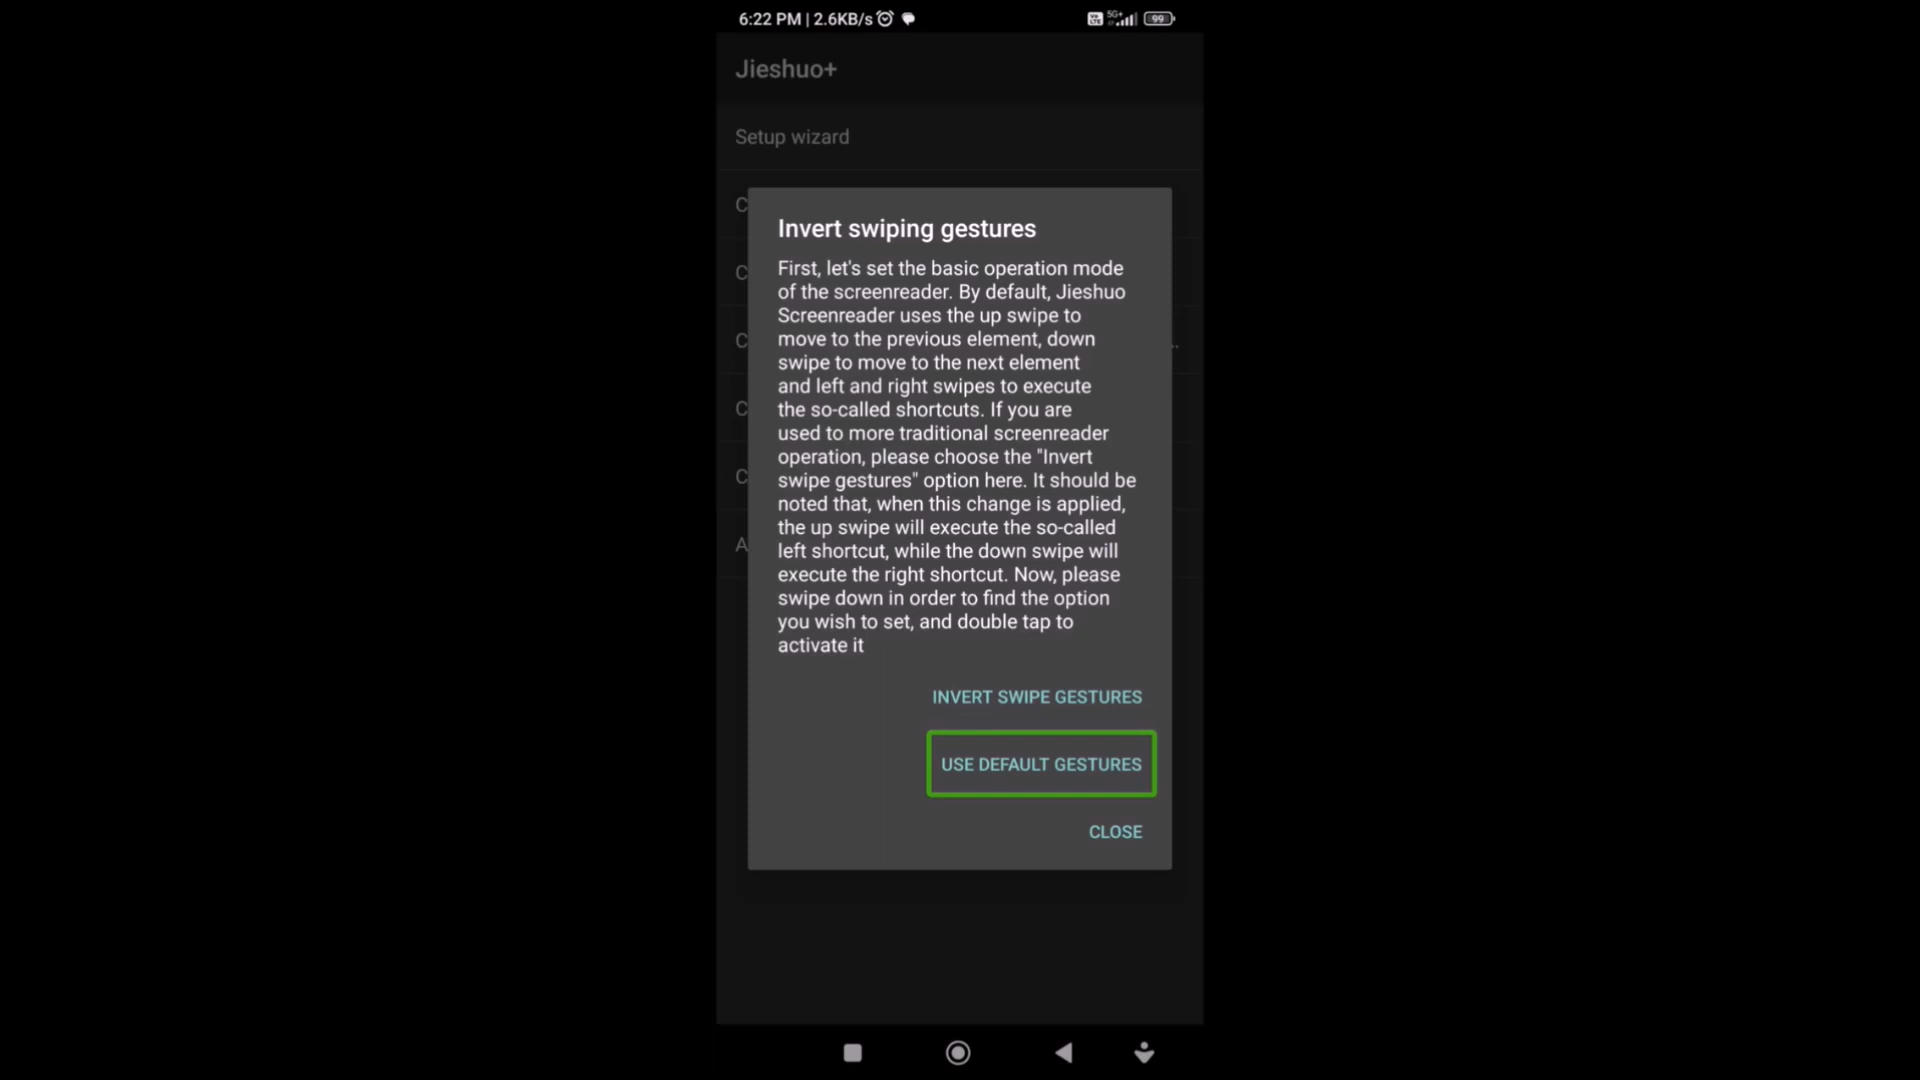 6:22 PM | 2.6KB/s
Vo LTE 5G+ 99
Jieshuo+
Setup wizard
C
C
C ..
C
C
A
Invert swiping gestures
First, let's set the basic operation mode
of the screenreader. By default, Jieshuo
Screenreader uses the up swipe to
move to the previous element, down
swipe to move to the next element
and left and right swipes to execute
the so-called shortcuts. If you are
used to more traditional screenreader
operation, please choose the "Invert
swipe gestures" option here. It should be
noted that, when this change is applied,
the up swipe will execute the so-called
left shortcut, while the down swipe will
execute the right shortcut. Now, please
swipe down in order to find the option
you wish to set, and double tap to
activate it
INVERT SWIPE GESTURES
USE DEFAULT GESTURES
CLOSE